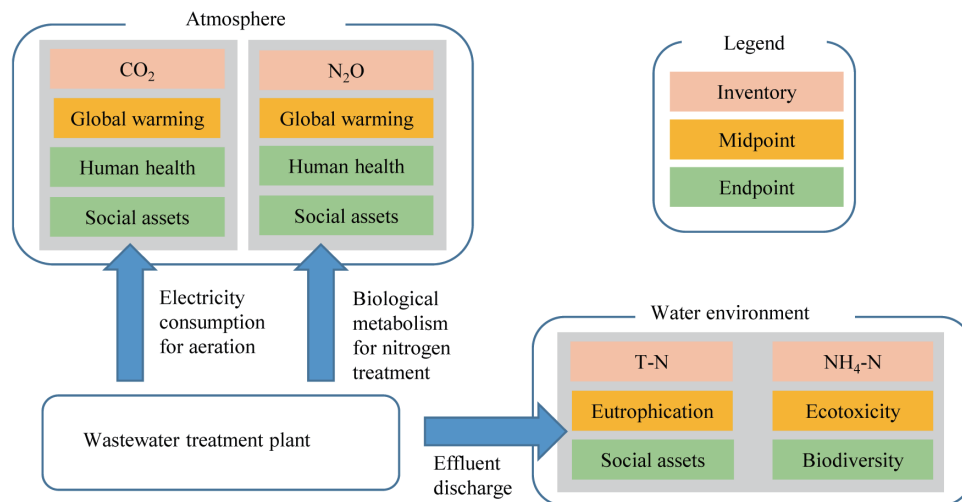 Atmosphere
CO₂
Global warming
Human health
Social assets
N₂O
Global warming
Human health
Social assets
Legend
Inventory
Midpoint
Endpoint
Electricity
consumption
for aeration
Biological
metabolism
for nitrogen
treatment
Wastewater treatment plant
Effluent
discharge
Water environment
T-N
Eutrophication
Social assets
NH₄-N
Ecotoxicity
Biodiversity